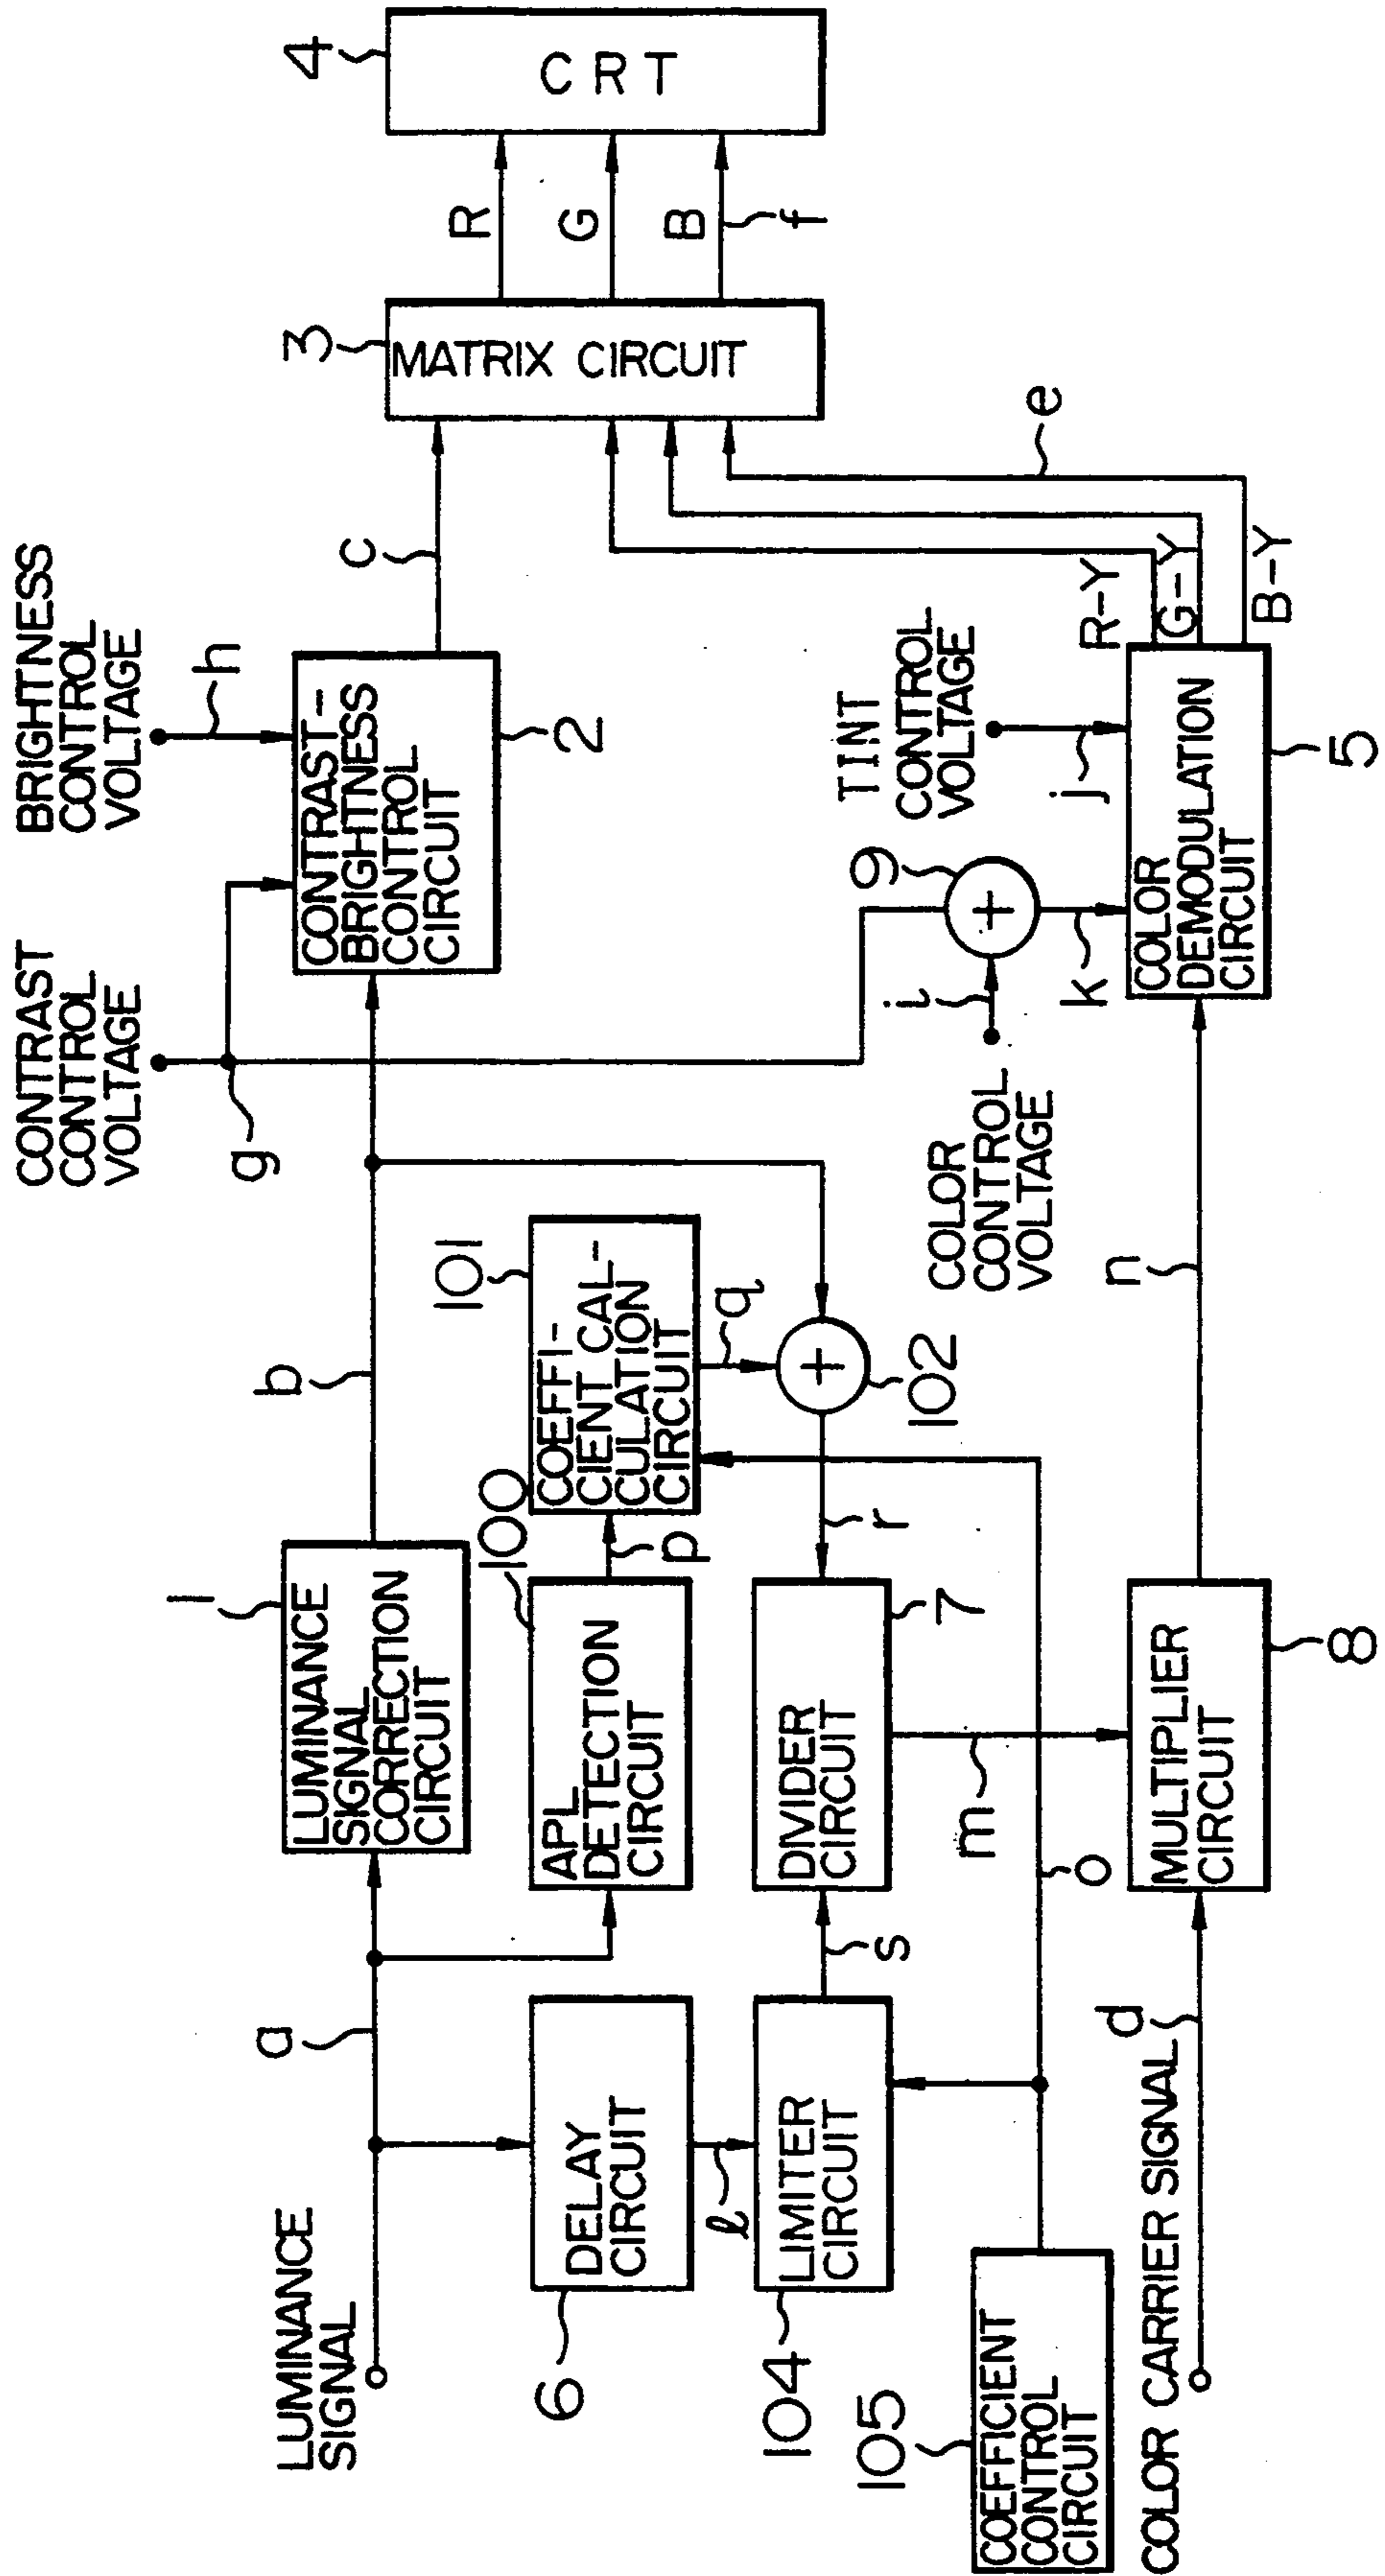 LUMINANCE
SIGNAL
a
1
LUMINANCE
SIGNAL
CORRECTION
CIRCUIT
b
CONTRAST
CONTROL
VOLTAGE
g
BRIGHTNESS
CONTROL
VOLTAGE
h
CONTRAST-
BRIGHTNESS
CONTROL
CIRCUIT
2
c
3
MATRIX CIRCUIT
R
G
B
f
4
CRT
6
DELAY
CIRCUIT
l
100
APL
DETECTION
CIRCUIT
p
101
COEFFI-
CIENT CAL-
CULATION
CIRCUIT
q
+
102
r
104
LIMITER
CIRCUIT
s
DIVIDER
CIRCUIT
7
m
o
105
COEFFICIENT
CONTROL
CIRCUIT
COLOR CARRIER SIGNAL
d
MULTIPLIER
CIRCUIT
8
n
COLOR
CONTROL
VOLTAGE
i
9
+
k
TINT
CONTROL
VOLTAGE
j
COLOR
DEMODULATION
CIRCUIT
5
R-Y
G-Y
B-Y
e